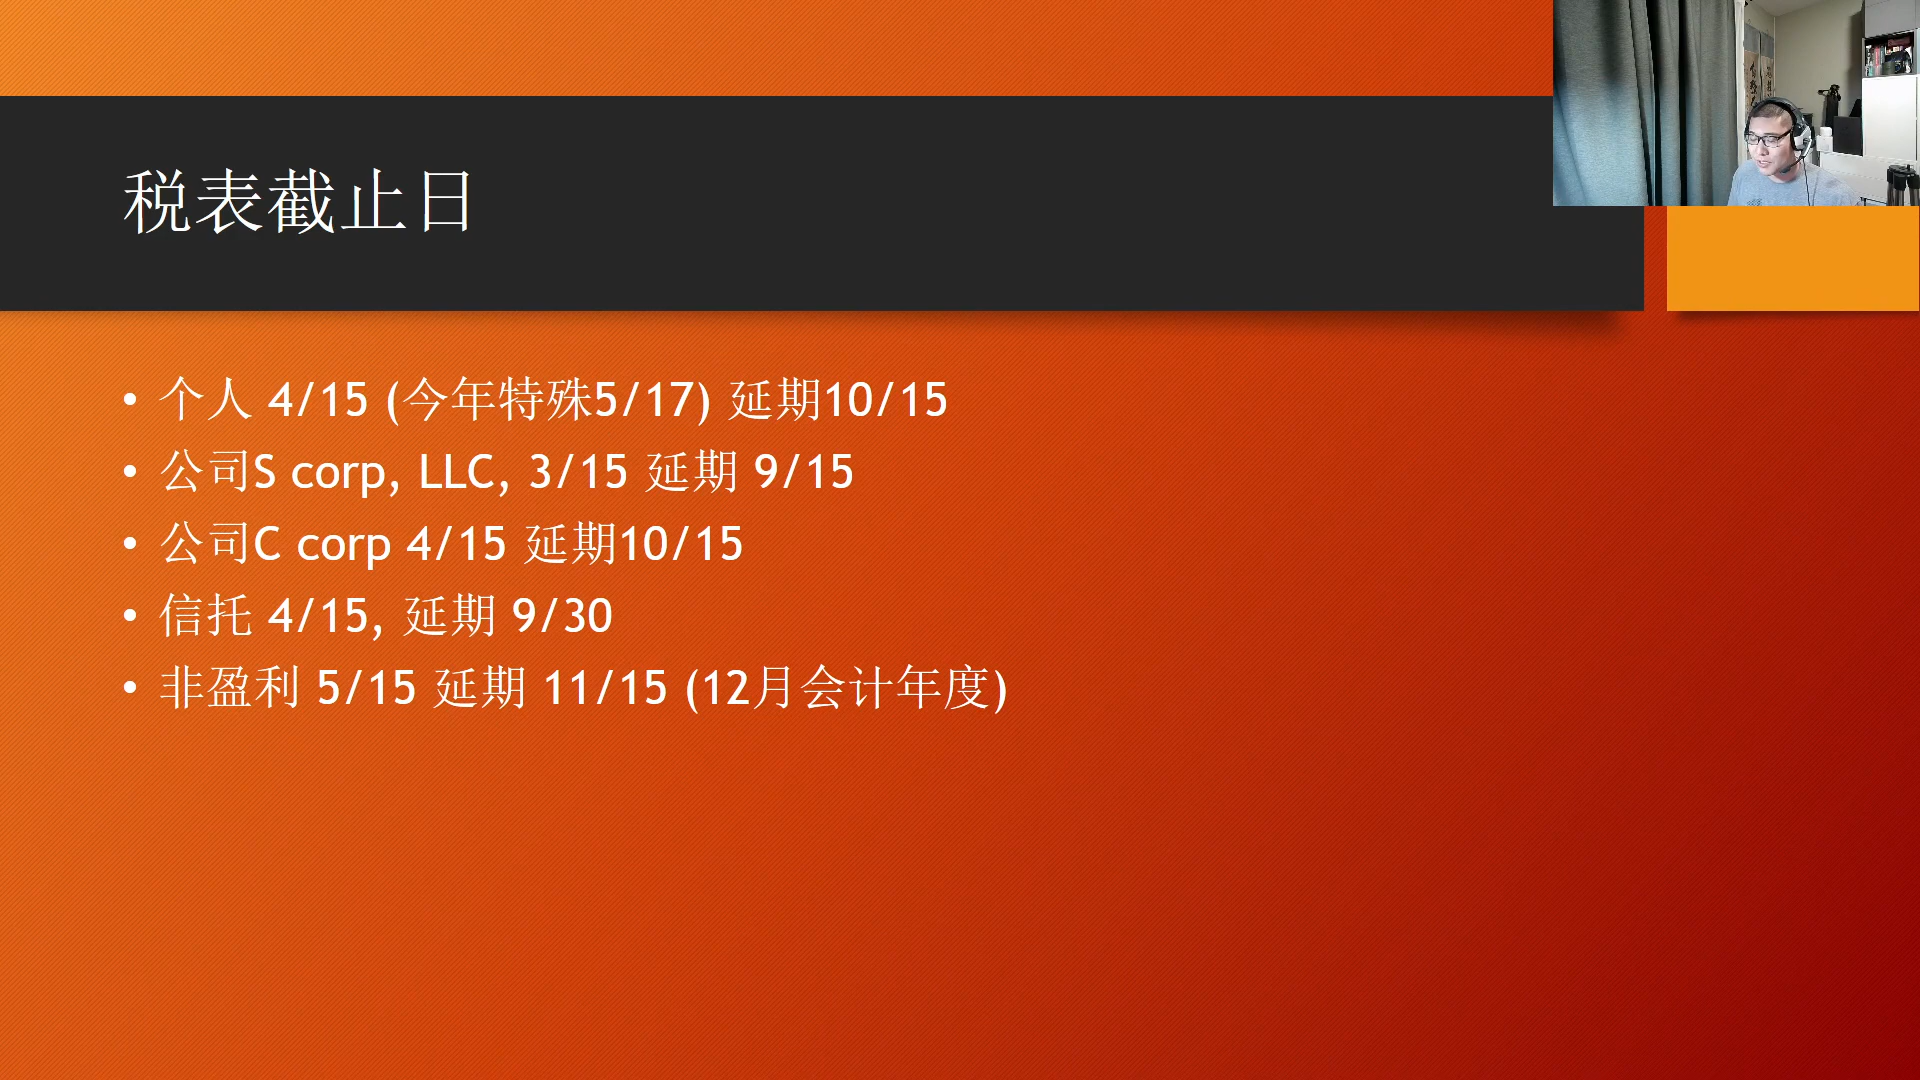 税表截止日
• 个人 4/15 (今年特殊5/17) 延期10/15
• 公司S corp, LLC, 3/15 延期 9/15
• 公司C corp 4/15 延期10/15
• 信托 4/15, 延期 9/30
• 非盈利 5/15 延期 11/15 (12月会计年度)